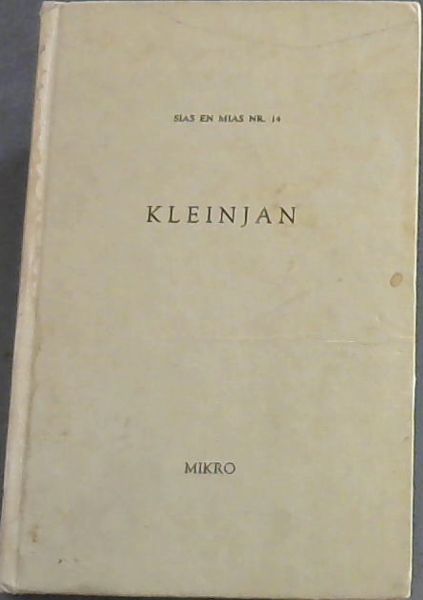 SIAS EN MIAS NR. 14
KLEINJAN
MIKRO